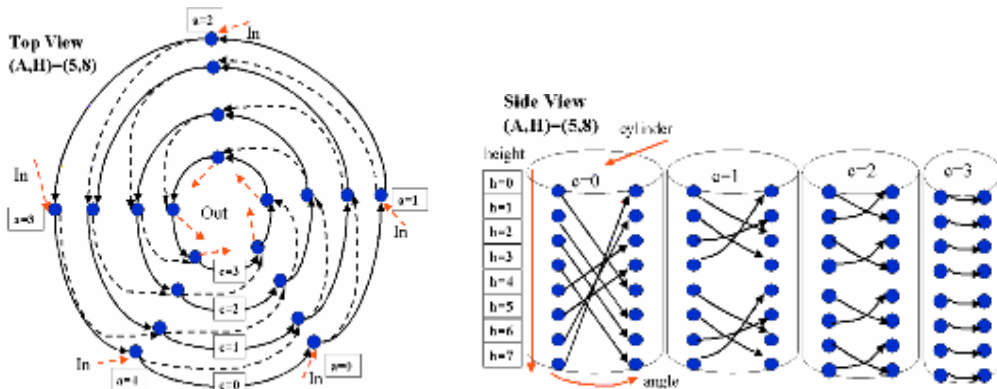 a=2
In
Top View
(A,H)=(5,8)
In
a=3
Out
a=1
In
c=3
c=2
c=1
c=0
In
a=4
In
a=0
Side View
(A,H)=(5,8)
cylinder
height
c=0
c=1
c=2
c=3
h=0
h=1
h=2
h=3
h=4
h=5
h=6
h=7
angle